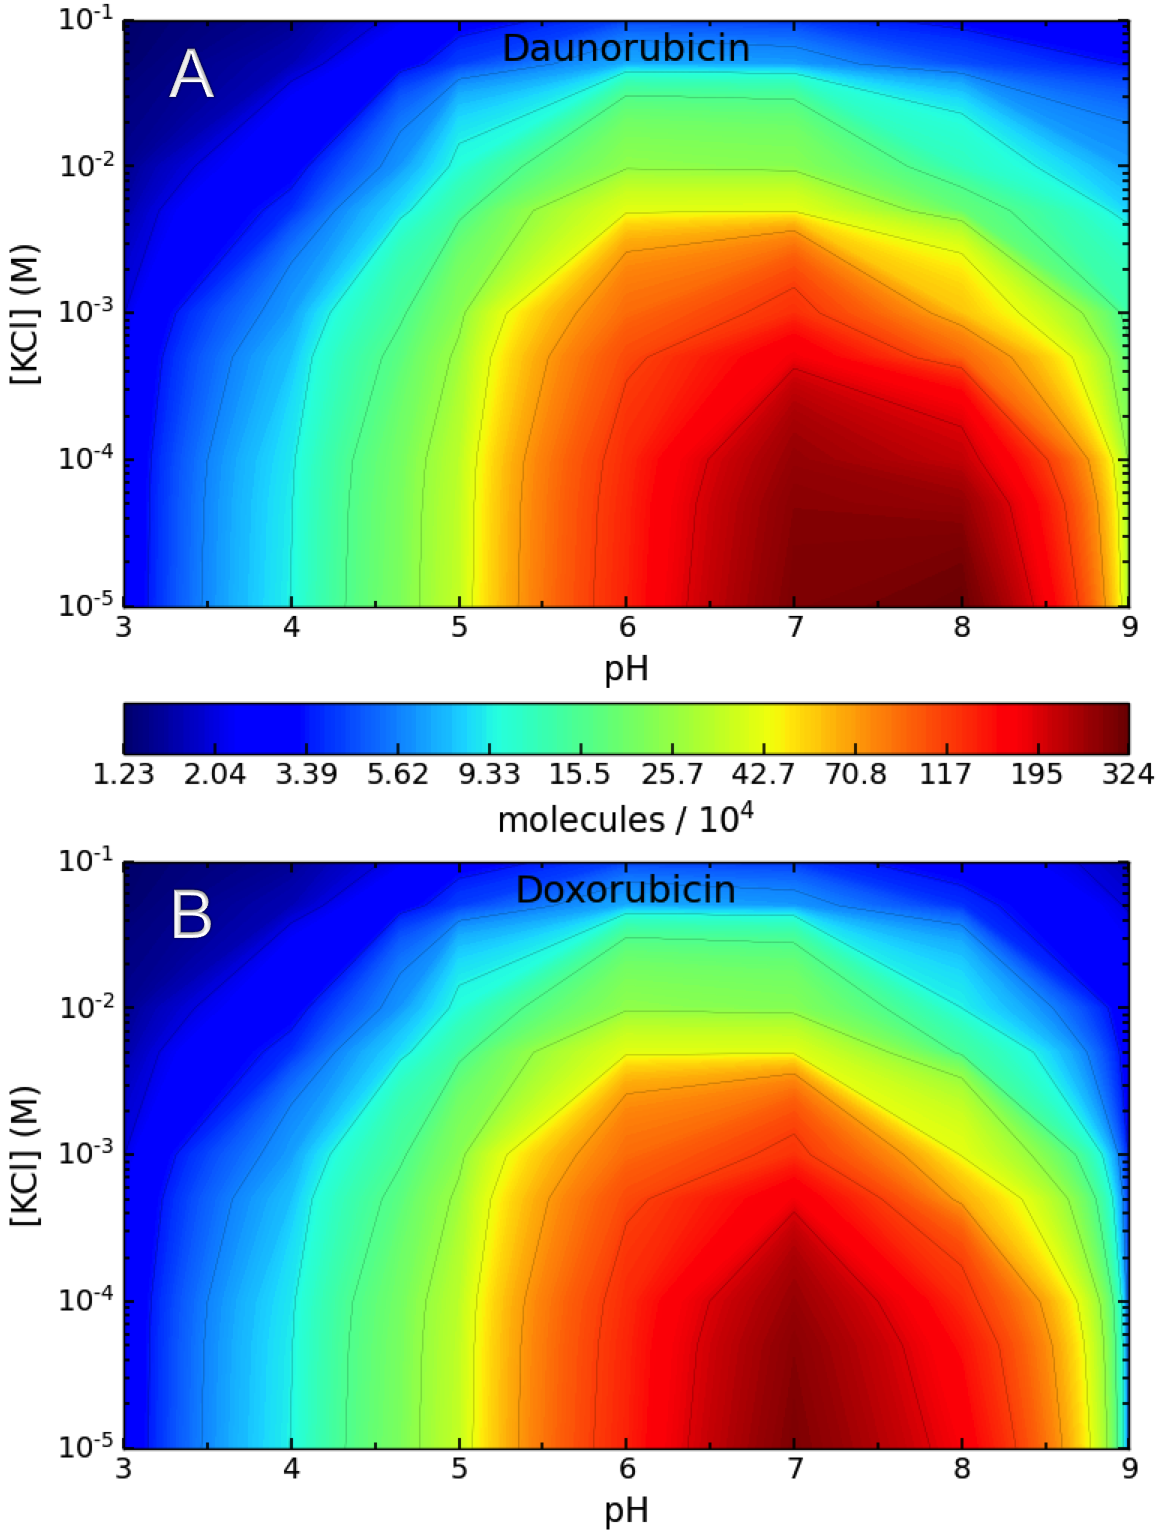 A
Daunorubicin
[KCl] (M)
10⁻¹
10⁻²
10⁻³
10⁻⁴
10⁻⁵
3 4 5 6 7 8 9
pH
1.23 2.04 3.39 5.62 9.33 15.5 25.7 42.7 70.8 117 195 324
molecules / 10⁴
B
Doxorubicin
[KCl] (M)
10⁻¹
10⁻²
10⁻³
10⁻⁴
10⁻⁵
3 4 5 6 7 8 9
pH